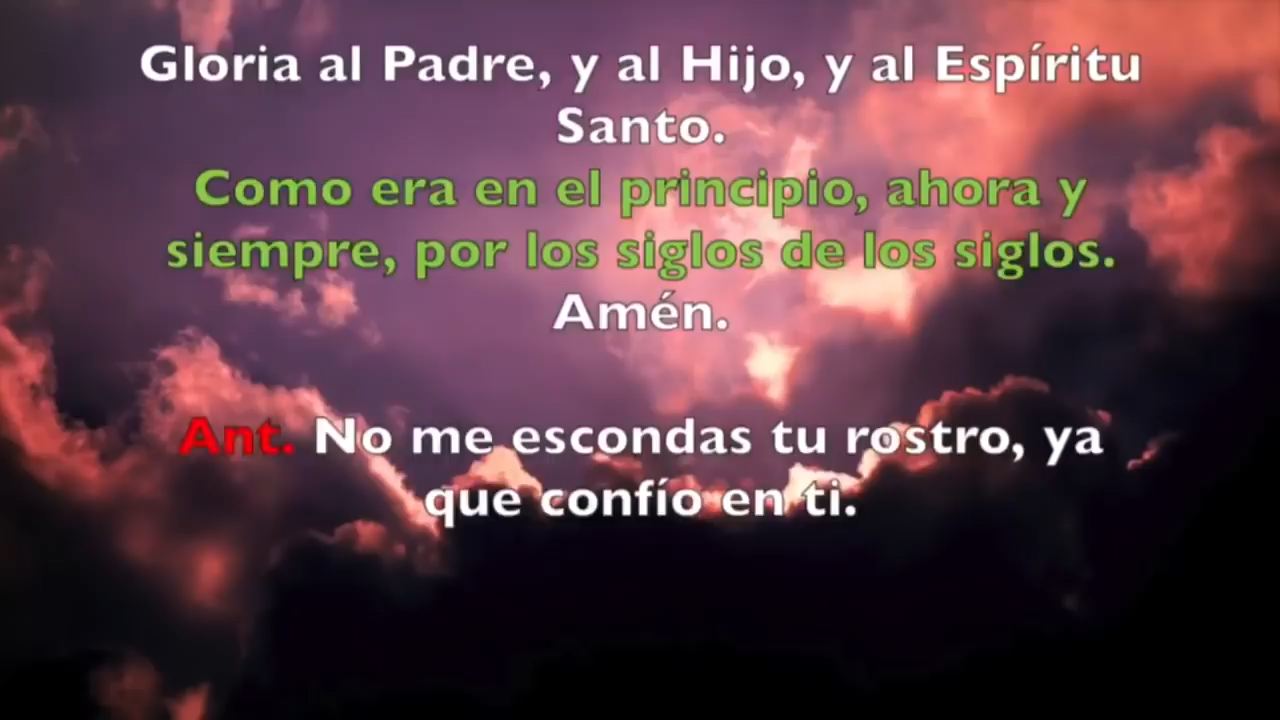 Gloria al Padre, y al Hijo, y al Espíritu
Santo.
Como era en el principio, ahora y
siempre, por los siglos de los siglos.
Amén.
Ant. No me escondas tu rostro, ya
que confío en ti.